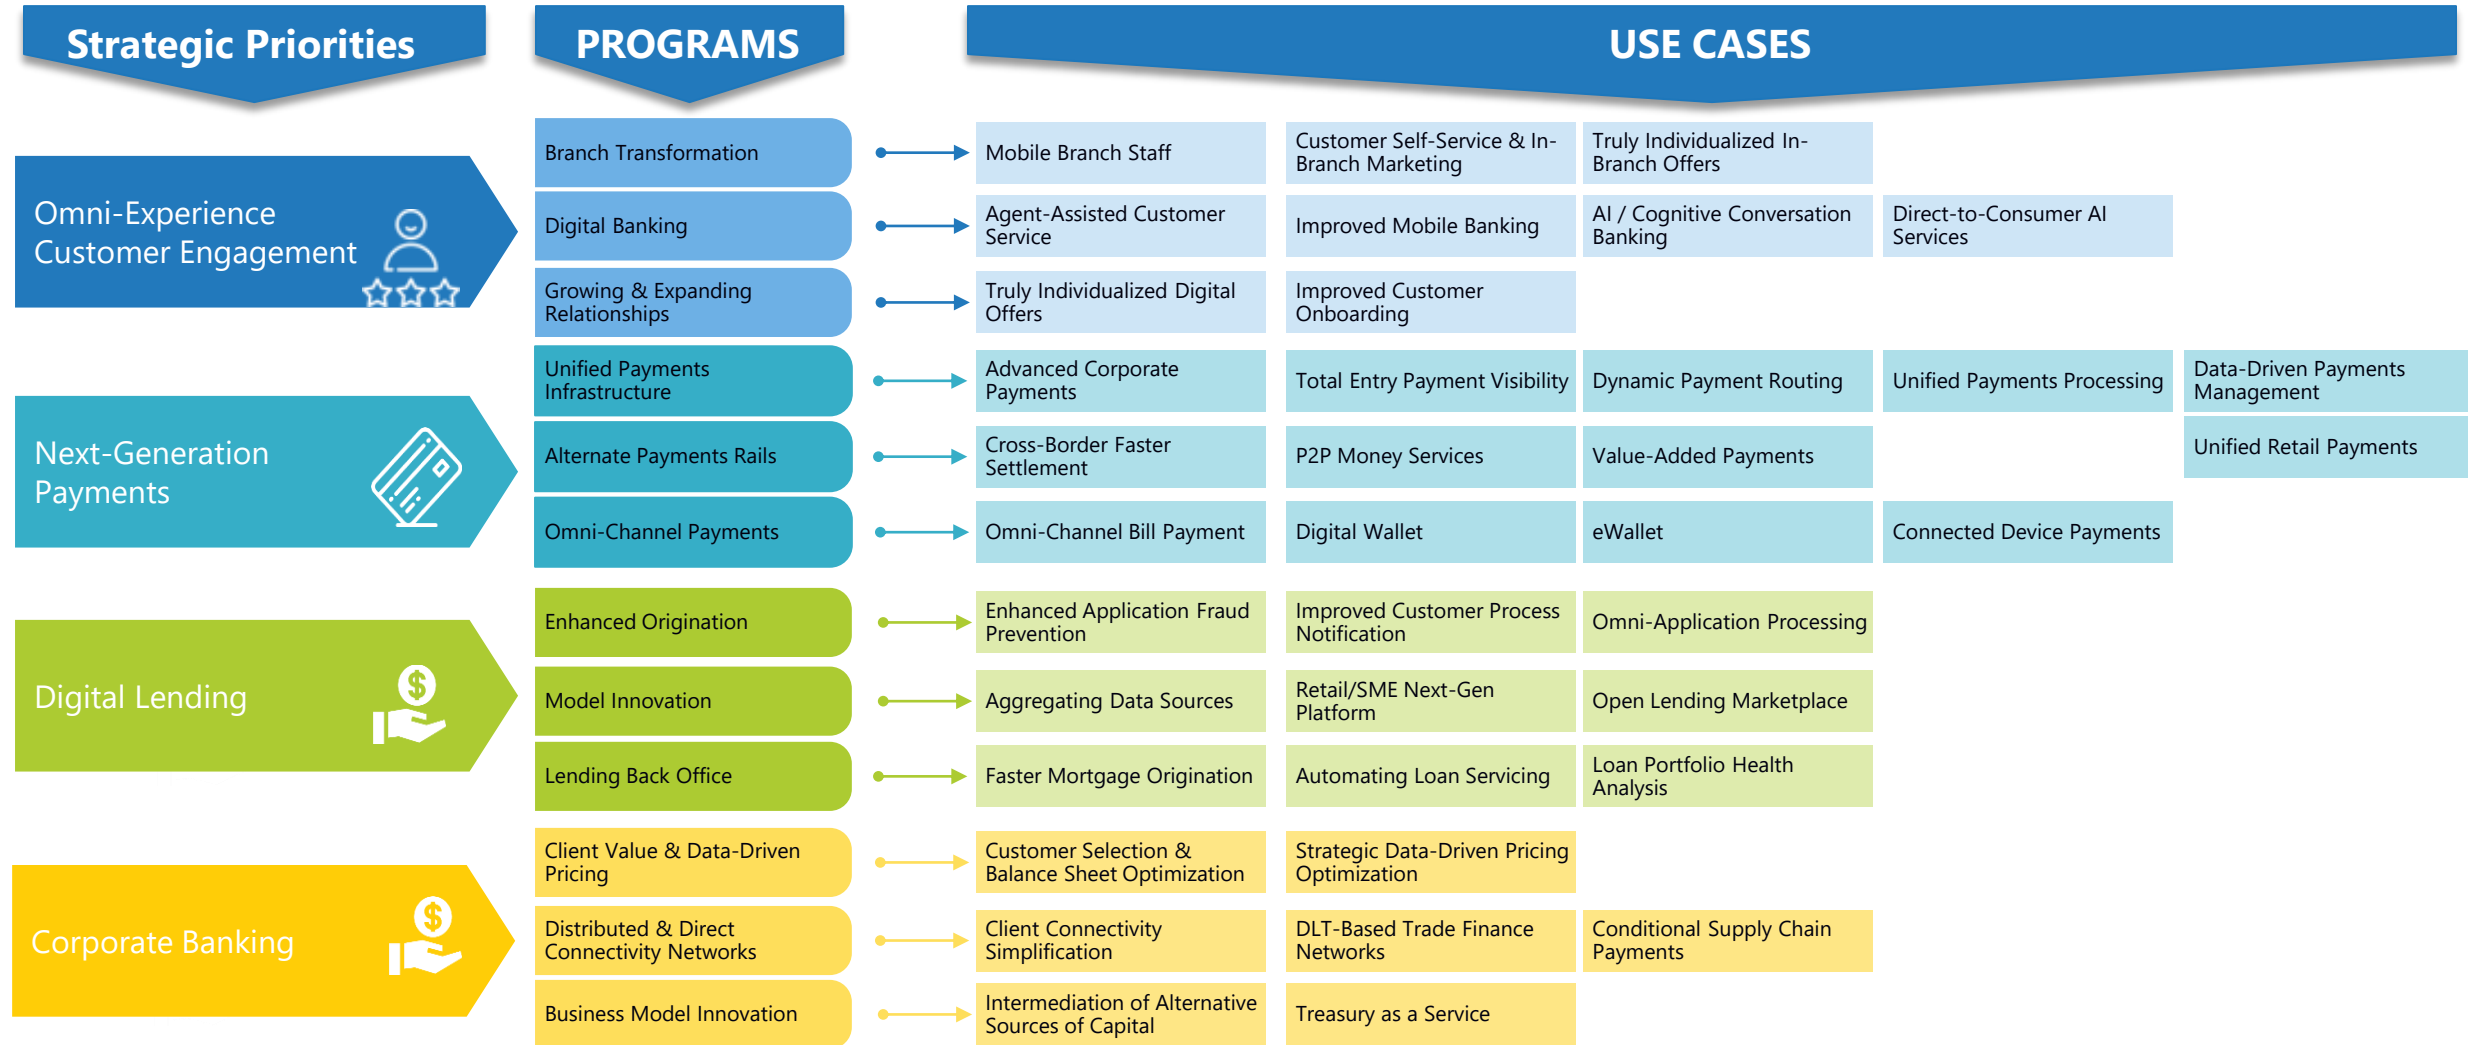 Strategic Priorities
PROGRAMS
USE CASES
Omni-Experience
Customer Engagement
Branch Transformation
Mobile Branch Staff
Customer Self-Service & In-
Branch Marketing
Truly Individualized In-
Branch Offers
Digital Banking
Agent-Assisted Customer
Service
Improved Mobile Banking
AI / Cognitive Conversation
Banking
Direct-to-Consumer AI
Services
Growing & Expanding
Relationships
Truly Individualized Digital
Offers
Improved Customer
Onboarding
Next-Generation
Payments
Unified Payments
Infrastructure
Advanced Corporate
Payments
Total Entry Payment Visibility
Dynamic Payment Routing
Unified Payments Processing
Data-Driven Payments
Management
Alternate Payments Rails
Cross-Border Faster
Settlement
P2P Money Services
Value-Added Payments
Unified Retail Payments
Omni-Channel Payments
Omni-Channel Bill Payment
Digital Wallet
eWallet
Connected Device Payments
Digital Lending
$
Enhanced Origination
Enhanced Application Fraud
Prevention
Improved Customer Process
Notification
Omni-Application Processing
Model Innovation
Aggregating Data Sources
Retail/SME Next-Gen
Platform
Open Lending Marketplace
Lending Back Office
Faster Mortgage Origination
Automating Loan Servicing
Loan Portfolio Health
Analysis
Corporate Banking
$
Client Value & Data-Driven
Pricing
Customer Selection &
Balance Sheet Optimization
Strategic Data-Driven Pricing
Optimization
Distributed & Direct
Connectivity Networks
Client Connectivity
Simplification
DLT-Based Trade Finance
Networks
Conditional Supply Chain
Payments
Business Model Innovation
Intermediation of Alternative
Sources of Capital
Treasury as a Service